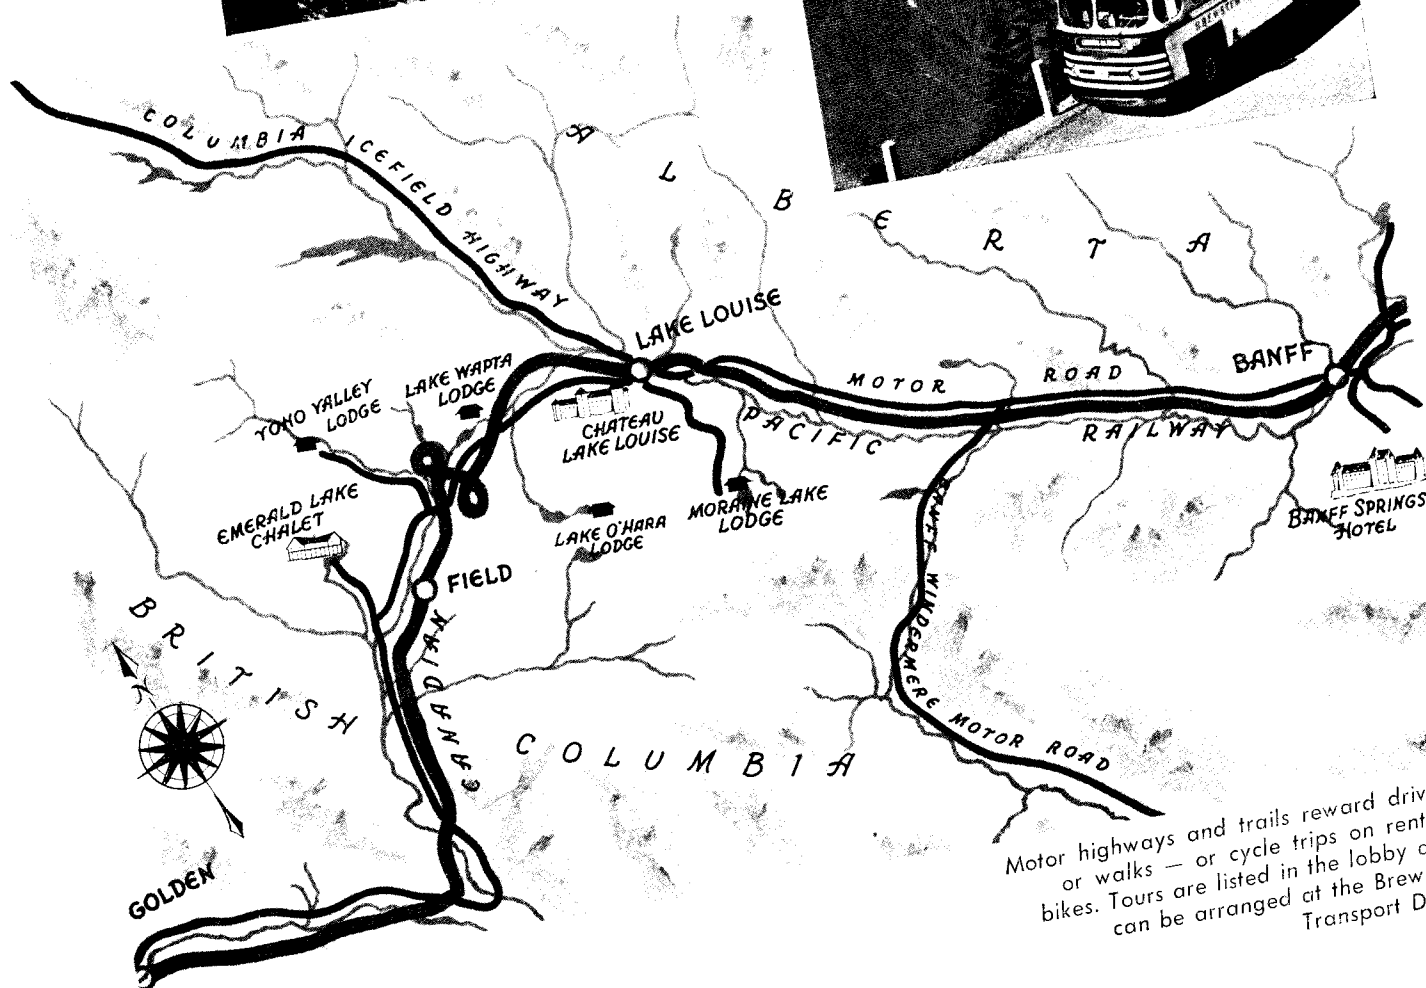 BREWSTER
COLUMBIA ICEFIELD HIGHWAY
ALBERTA
LAKE LOUISE
MOTOR ROAD
BANFF
LAKE WAPTA
LODGE
YOHO VALLEY
LODGE
CHATEAU
LAKE LOUISE
CANADIAN PACIFIC RAILWAY
EMERALD LAKE
CHALET
LAKE O'HARA
LODGE
MORAINE LAKE
LODGE
BANFF SPRINGS
HOTEL
FIELD
BANFF WINDERMERE MOTOR ROAD
BRITISH COLUMBIA
N
GOLDEN
Motor highways and trails reward driv
or walks — or cycle trips on rent
bikes. Tours are listed in the lobby o
can be arranged at the Brew
Transport D